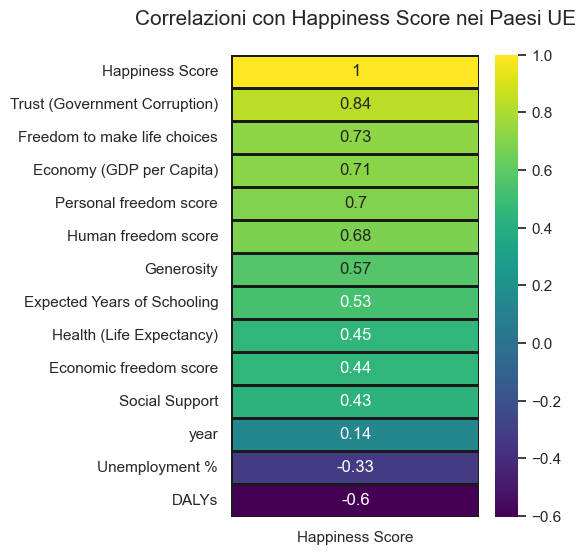 Correlazioni con Happiness Score nei Paesi UE
Happiness Score 1
Trust (Government Corruption) 0.84
Freedom to make life choices 0.73
Economy (GDP per Capita) 0.71
Personal freedom score 0.7
Human freedom score 0.68
Generosity 0.57
Expected Years of Schooling 0.53
Health (Life Expectancy) 0.45
Economic freedom score 0.44
Social Support 0.43
year 0.14
Unemployment % -0.33
DALYs -0.6
Happiness Score
1.0
0.8
0.6
0.4
0.2
0.0
−0.2
−0.4
−0.6